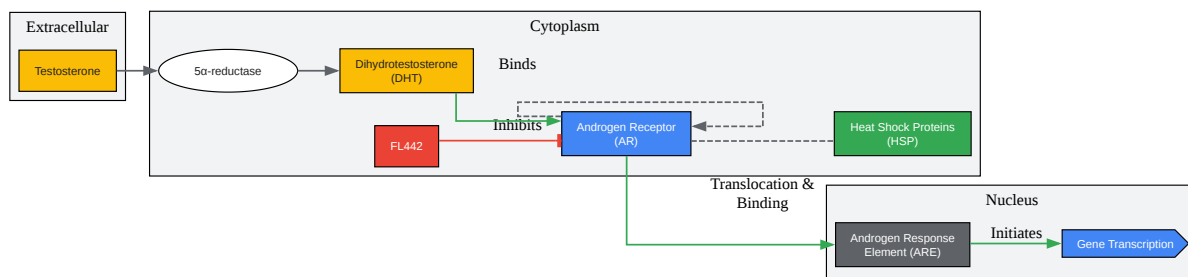 Extracellular
Testosterone
Cytoplasm
5α-reductase
Dihydrotestosterone
(DHT)
Binds
Inhibits
FL442
Androgen Receptor
(AR)
Heat Shock Proteins
(HSP)
Translocation &
Binding
Nucleus
Androgen Response
Element (ARE)
Initiates
Gene Transcription